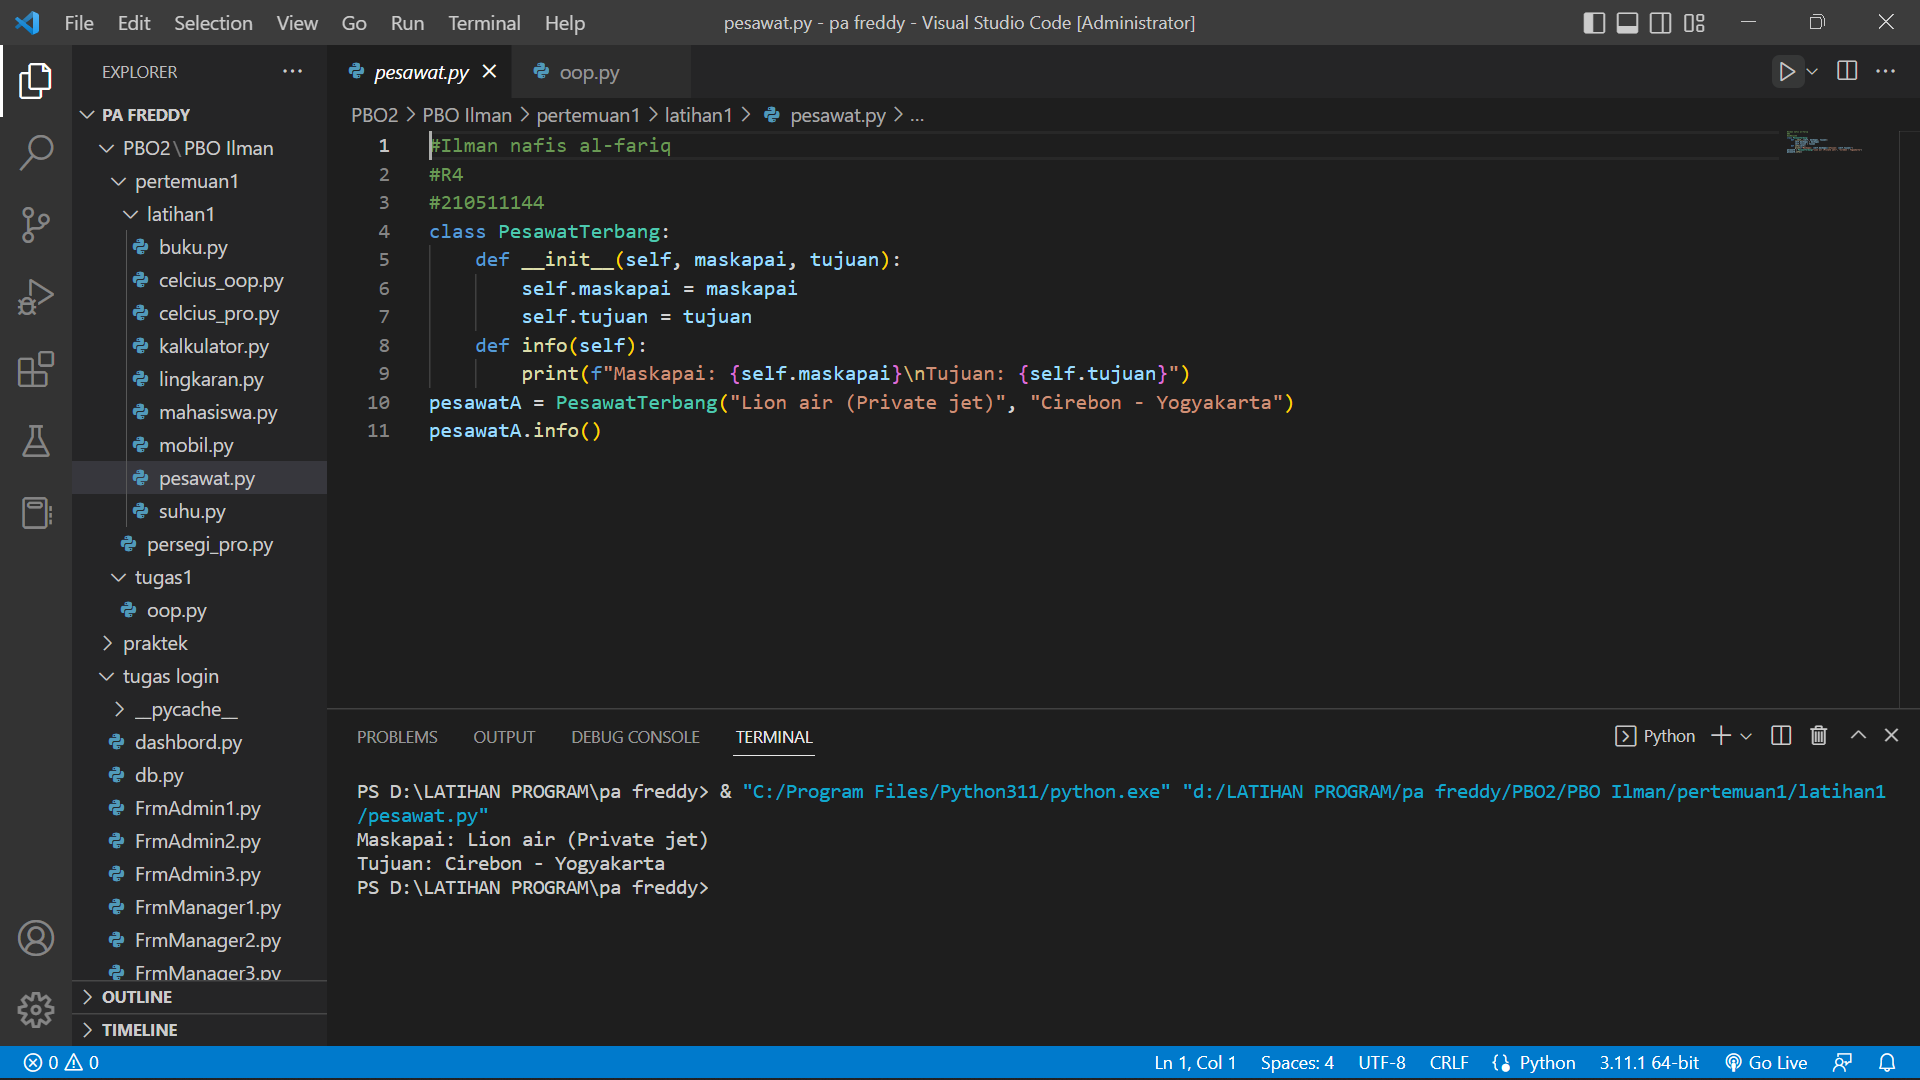 File Edit Selection View Go Run Terminal Help
pesawat.py - pa freddy - Visual Studio Code [Administrator]
EXPLORER
PA FREDDY
PBO2\PBO Ilman
pertemuan1
latihan1
buku.py
celcius_oop.py
celcius_pro.py
kalkulator.py
lingkaran.py
mahasiswa.py
mobil.py
pesawat.py
suhu.py
persegi_pro.py
tugas1
oop.py
praktek
tugas login
__pycache__
dashbord.py
db.py
FrmAdmin1.py
FrmAdmin2.py
FrmAdmin3.py
FrmManager1.py
FrmManager2.py
FrmManager3.py
OUTLINE
TIMELINE
pesawat.py oop.py
PBO2 > PBO Ilman > pertemuan1 > latihan1 > pesawat.py > ...
1 #Ilman nafis al-fariq
2 #R4
3 #210511144
4 class PesawatTerbang:
5     def __init__(self, maskapai, tujuan):
6         self.maskapai = maskapai
7         self.tujuan = tujuan
8     def info(self):
9         print(f"Maskapai: {self.maskapai}\nTujuan: {self.tujuan}")
10 pesawatA = PesawatTerbang("Lion air (Private jet)", "Cirebon - Yogyakarta")
11 pesawatA.info()
PROBLEMS OUTPUT DEBUG CONSOLE TERMINAL
Python
PS D:\LATIHAN PROGRAM\pa freddy> & "C:/Program Files/Python311/python.exe" "d:/LATIHAN PROGRAM/pa freddy/PBO2/PBO Ilman/pertemuan1/latihan1
/pesawat.py"
Maskapai: Lion air (Private jet)
Tujuan: Cirebon - Yogyakarta
PS D:\LATIHAN PROGRAM\pa freddy>
0 0
Ln 1, Col 1 Spaces: 4 UTF-8 CRLF Python 3.11.1 64-bit Go Live